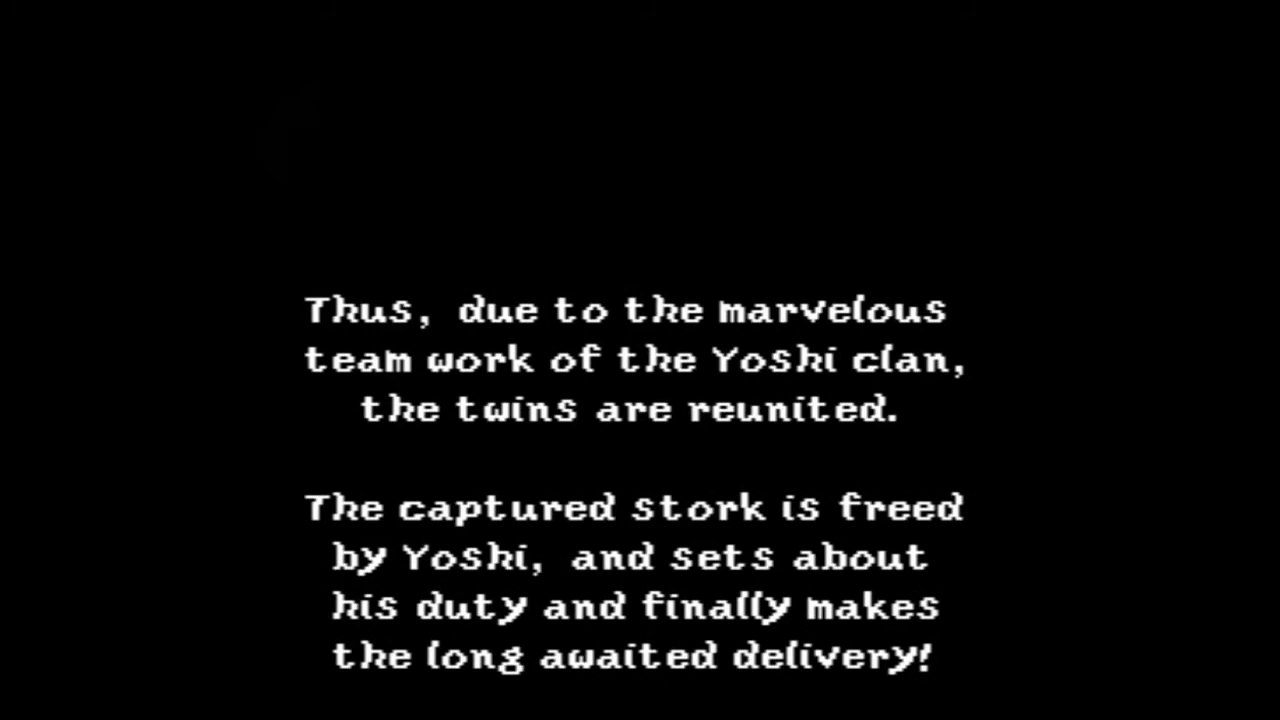 Thus, due to the marvelous
team work of the Yoshi clan,
the twins are reunited.
The captured stork is freed
by Yoshi, and sets about
his duty and finally makes
the long awaited delivery!